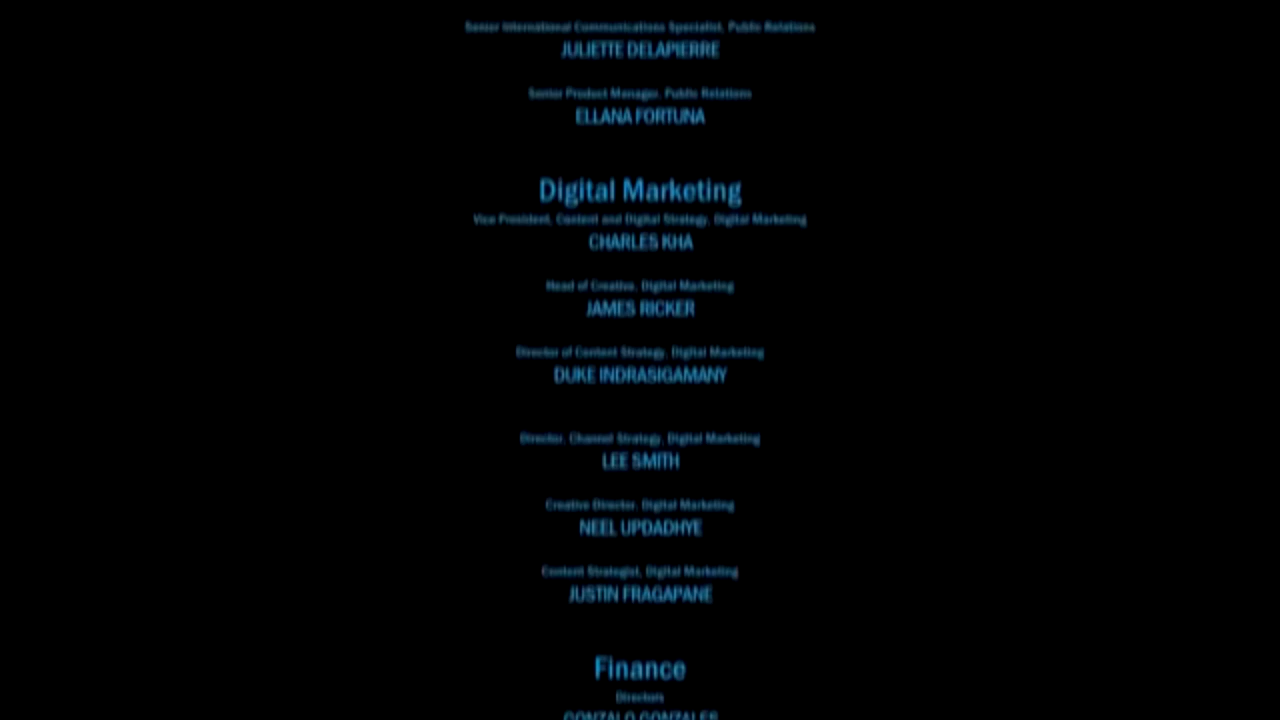 Senior International Communications Specialist, Public Relations
JULIETTE DELAPIERRE
Senior Product Manager, Public Relations
ELLANA FORTUNA
Digital Marketing
Vice President, Content and Digital Strategy, Digital Marketing
CHARLES KHA
Head of Creative, Digital Marketing
JAMES RICKER
Director of Content Strategy, Digital Marketing
DUKE INDRASIGAMANY
Director, Channel Strategy, Digital Marketing
LEE SMITH
Creative Director, Digital Marketing
NEEL UPDADHYE
Content Strategist, Digital Marketing
JUSTIN FRAGAPANE
Finance
Directors
GONZALO GONZALES